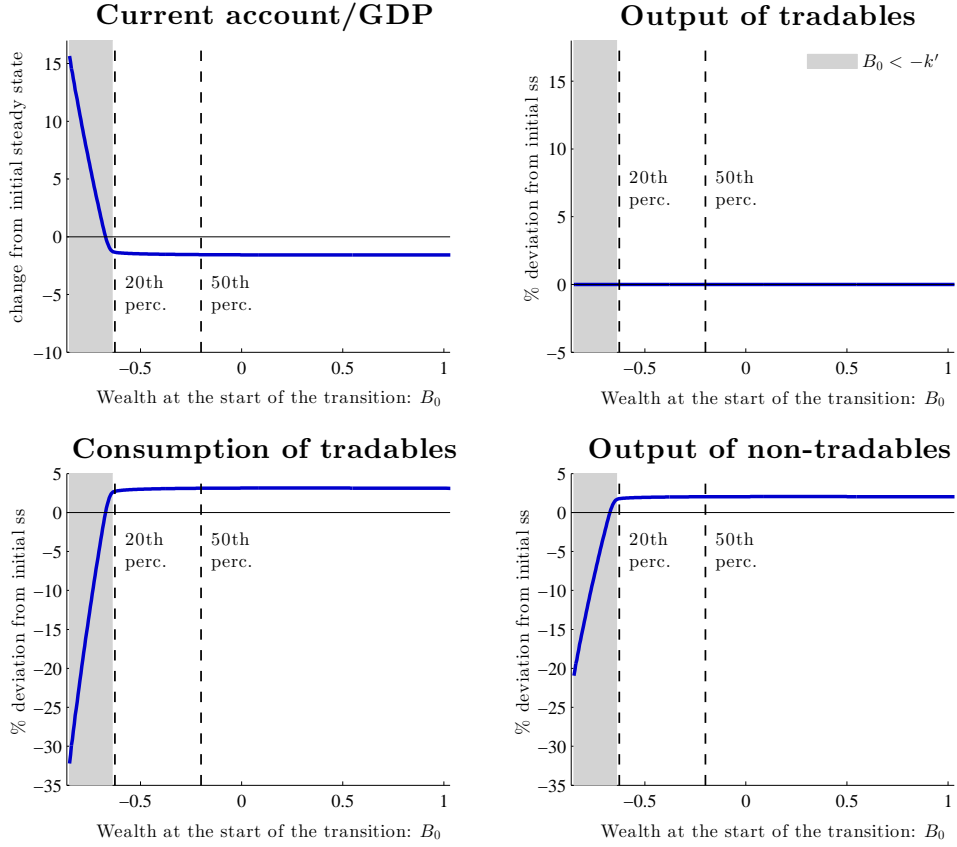 Current account/GDP
change from initial steady state
15
10
5
0
−5
−10
20th
perc.
50th
perc.
−0.5
0
0.5
1
Wealth at the start of the transition: B₀
Output of tradables
% deviation from initial ss
15
10
5
0
−5
B₀ < −k′
20th
perc.
50th
perc.
−0.5
0
0.5
1
Wealth at the start of the transition: B₀
Consumption of tradables
% deviation from initial ss
5
0
−5
−10
−15
−20
−25
−30
−35
20th
perc.
50th
perc.
−0.5
0
0.5
1
Wealth at the start of the transition: B₀
Output of non-tradables
% deviation from initial ss
5
0
−5
−10
−15
−20
−25
−30
−35
20th
perc.
50th
perc.
−0.5
0
0.5
1
Wealth at the start of the transition: B₀